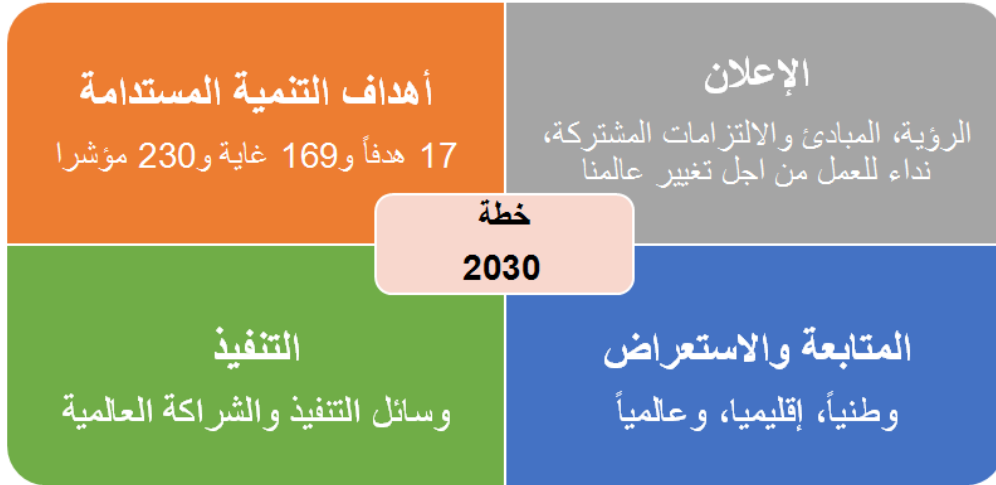 الإعلان
الرؤية، المبادئ والالتزامات المشتركة،
نداء للعمل من اجل تغيير عالمنا
أهداف التنمية المستدامة
17 هدفاً و169 غاية و230 مؤشرا
خطة
2030
المتابعة والاستعراض
وطنياً، إقليميا، وعالمياً
التنفيذ
وسائل التنفيذ والشراكة العالمية